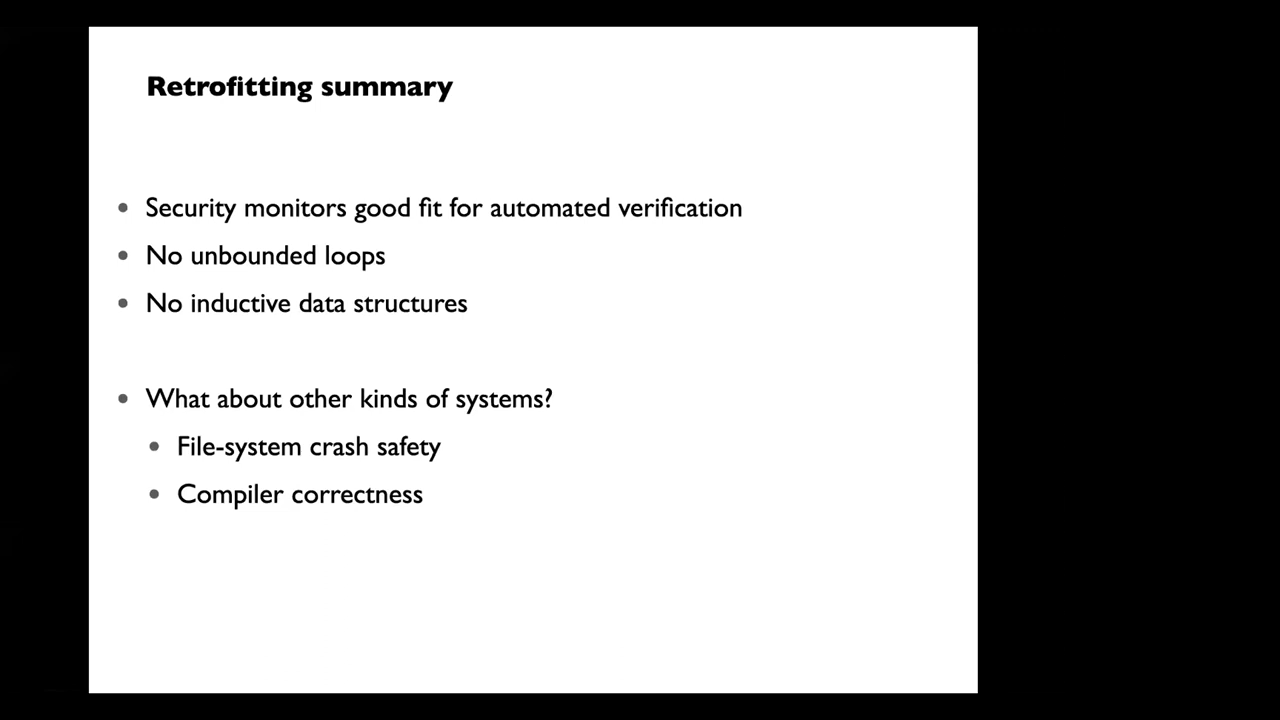 Retrofitting summary
• Security monitors good fit for automated verification
• No unbounded loops
• No inductive data structures
• What about other kinds of systems?
• File-system crash safety
• Compiler correctness